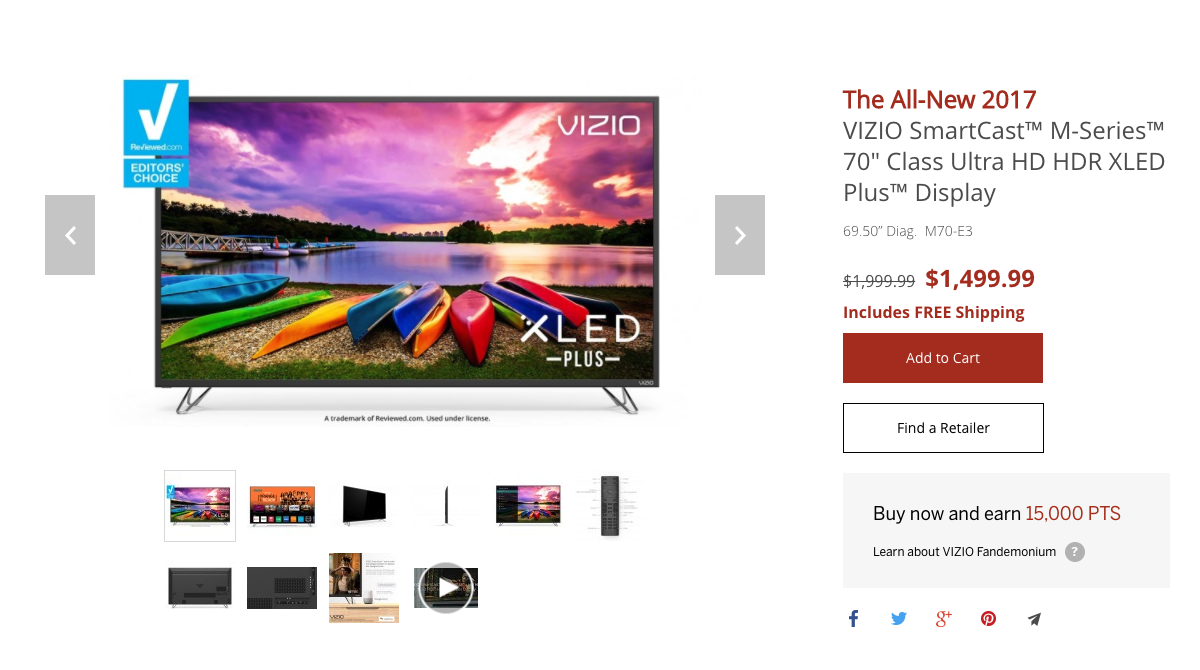 Reviewed.com
EDITORS'
CHOICE
VIZIO
XLED
PLUS
VIZIO
A trademark of Reviewed.com. Used under license.
The All-New 2017
VIZIO SmartCast™ M-Series™
70" Class Ultra HD HDR XLED
Plus™ Display
69.50” Diag. M70-E3
$1,999.99 $1,499.99
Includes FREE Shipping
Add to Cart
Find a Retailer
Buy now and earn 15,000 PTS
Learn about VIZIO Fandemonium ?